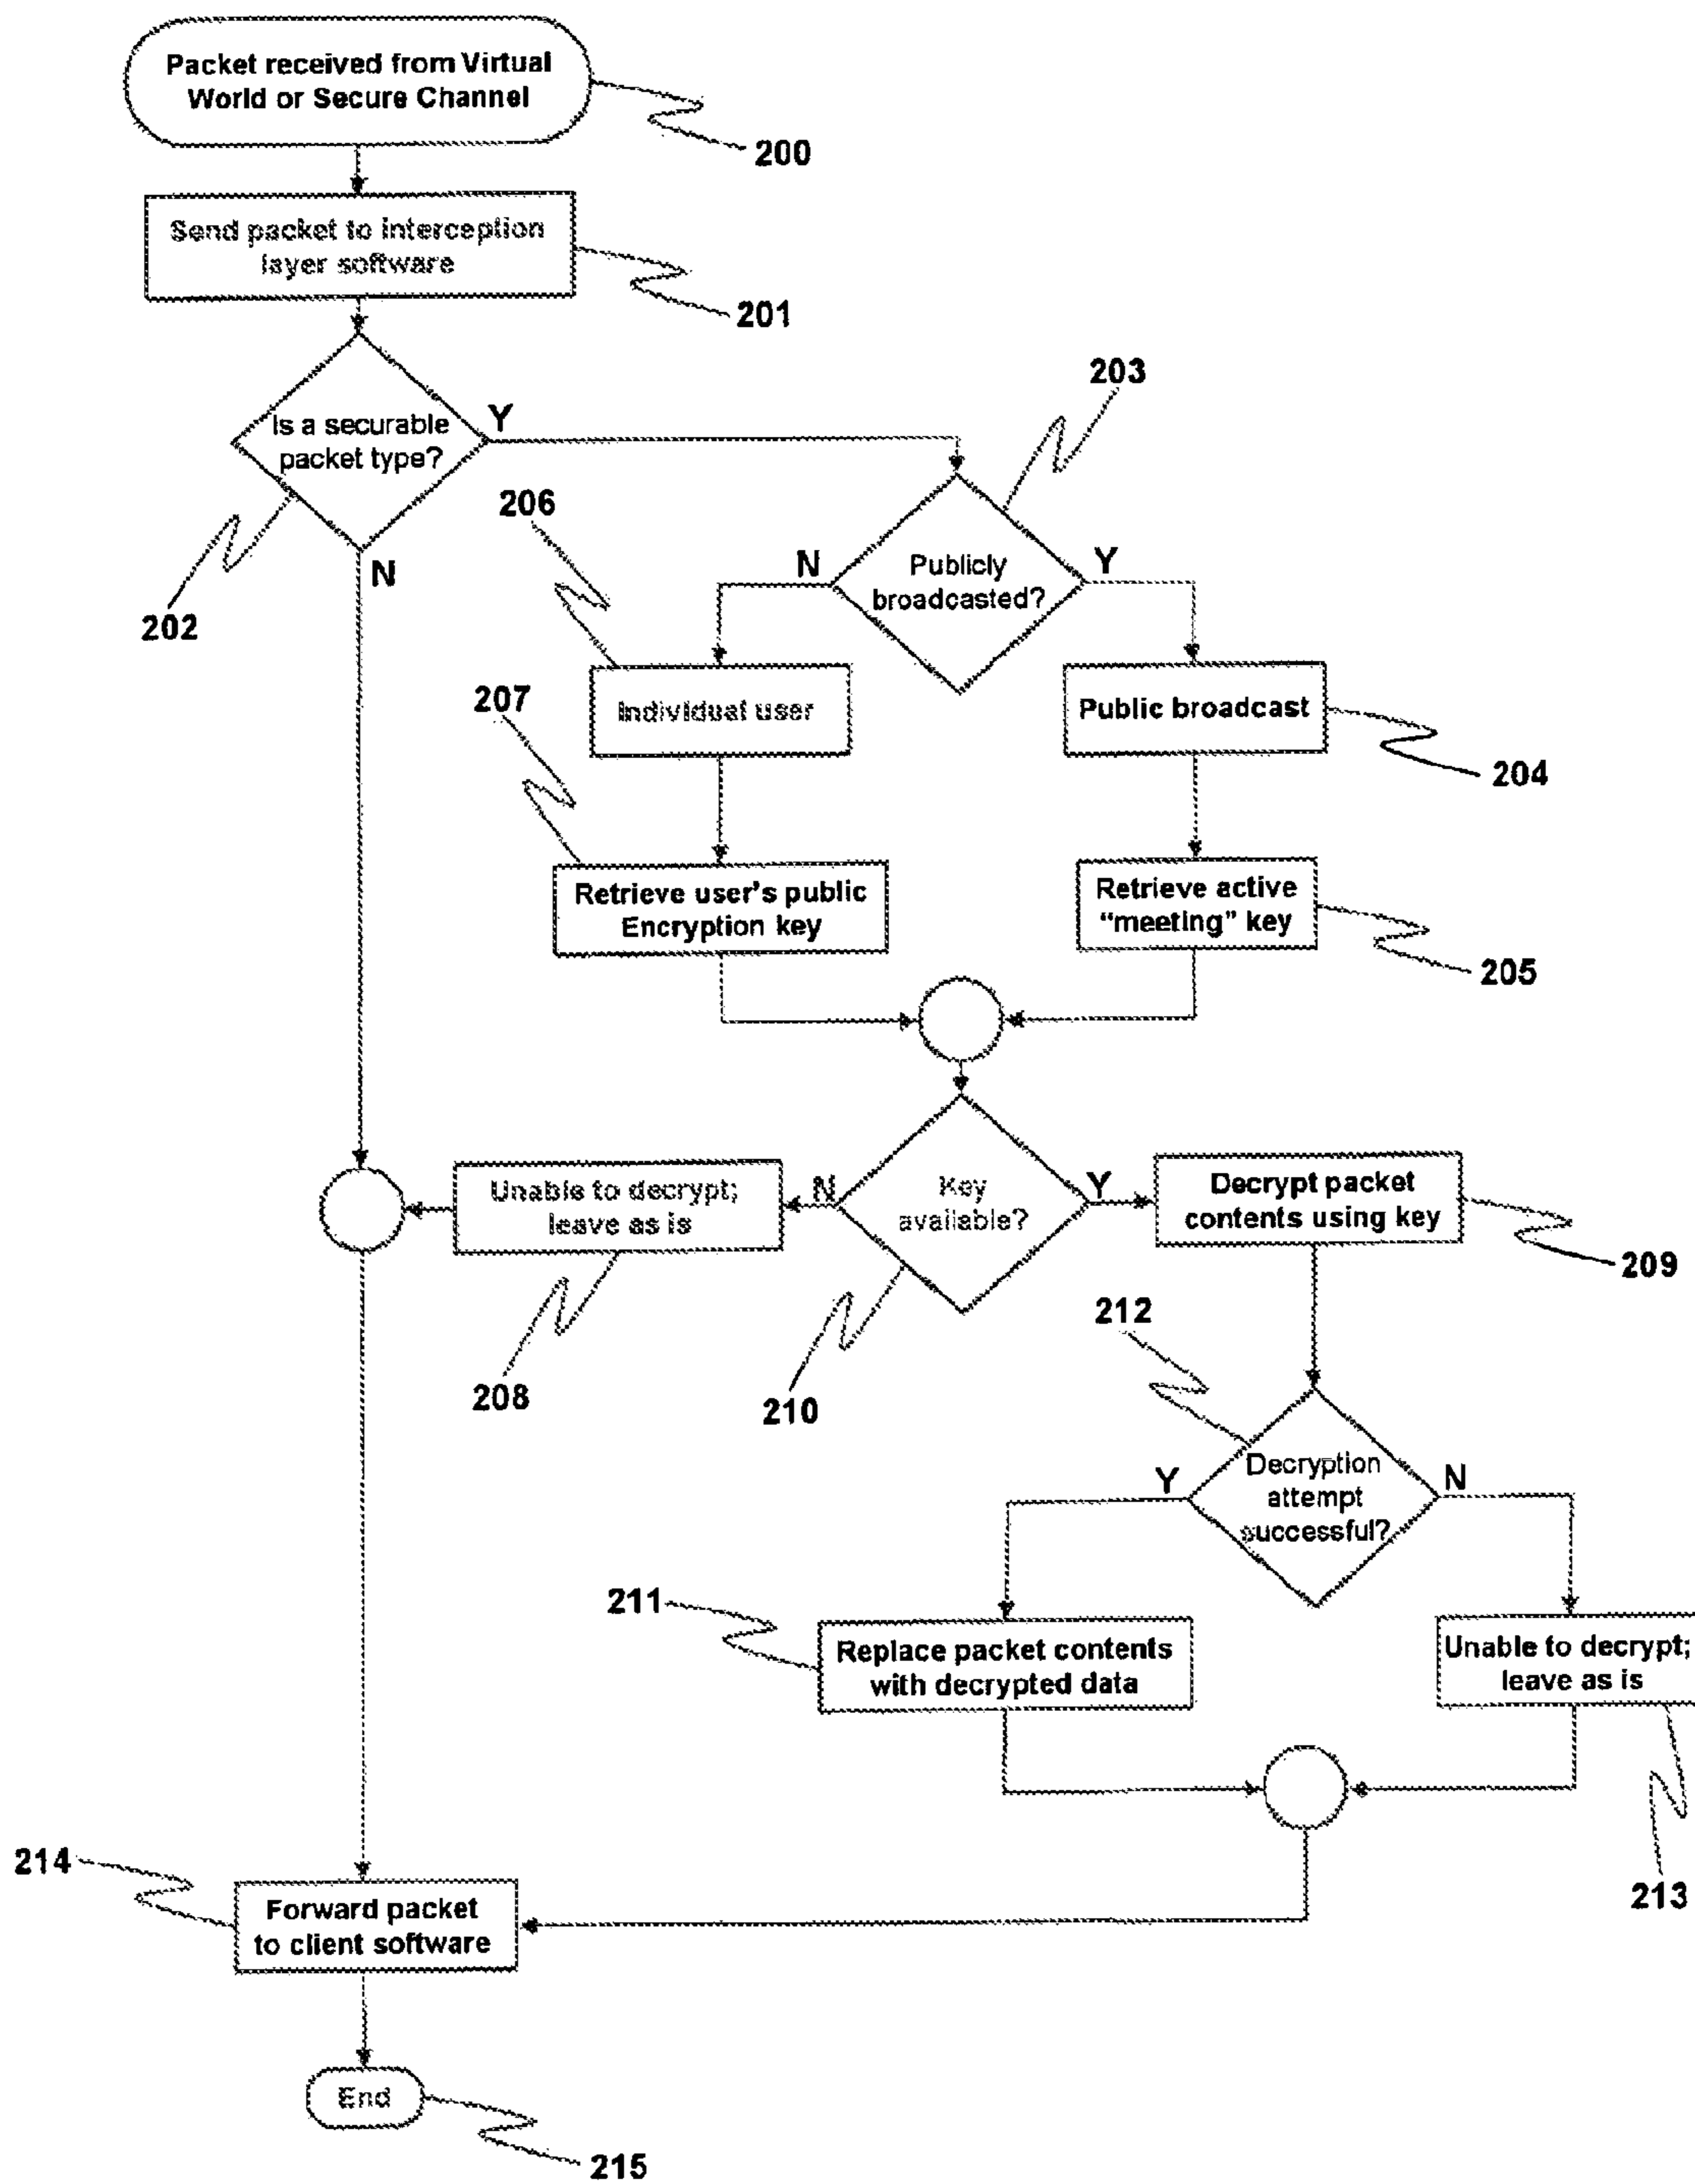 Packet received from Virtual
World or Secure Channel
200
Send packet to interception
layer software
201
Is a securable
packet type?
Y
N
202
203
Publicly
broadcasted?
N
Y
206
Individual user
Public broadcast
204
207
Retrieve user's public
Encryption key
Retrieve active
“meeting” key
205
Key
available?
N
Y
210
Unable to decrypt;
leave as is
208
Decrypt packet
contents using key
209
212
Decryption
attempt
successful?
Y
N
211
Replace packet contents
with decrypted data
Unable to decrypt;
leave as is
213
214
Forward packet
to client software
End
215